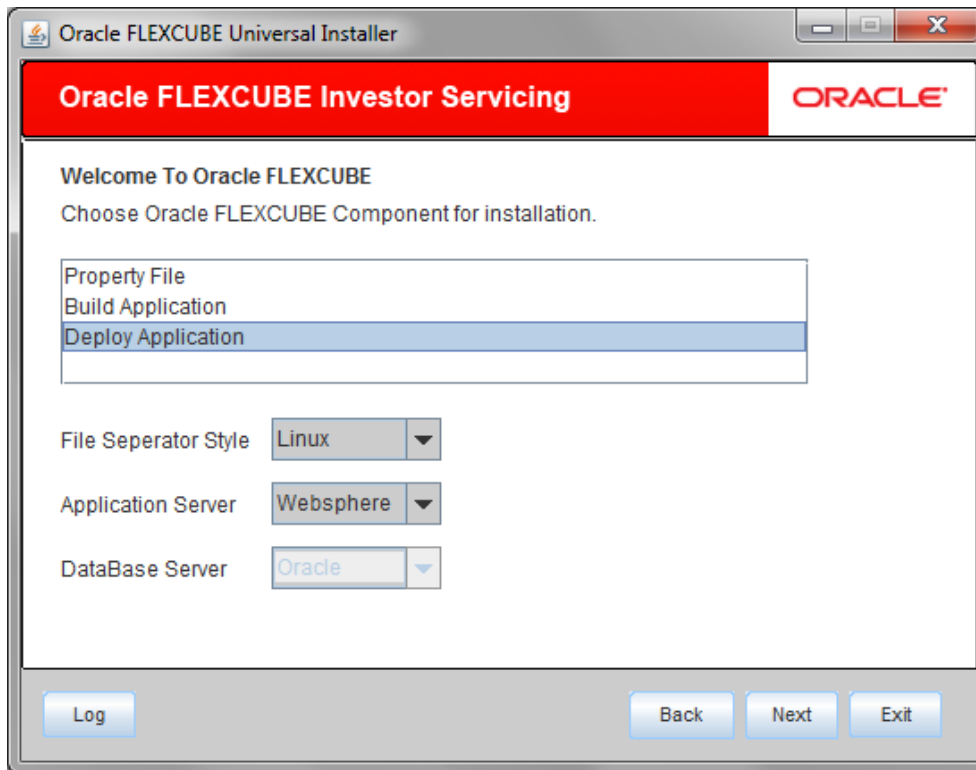 Oracle FLEXCUBE Universal Installer
Oracle FLEXCUBE Investor Servicing
ORACLE
Welcome To Oracle FLEXCUBE
Choose Oracle FLEXCUBE Component for installation.
Property File
Build Application
Deploy Application
File Seperator Style Linux
Application Server Websphere
DataBase Server Oracle
Log Back Next Exit